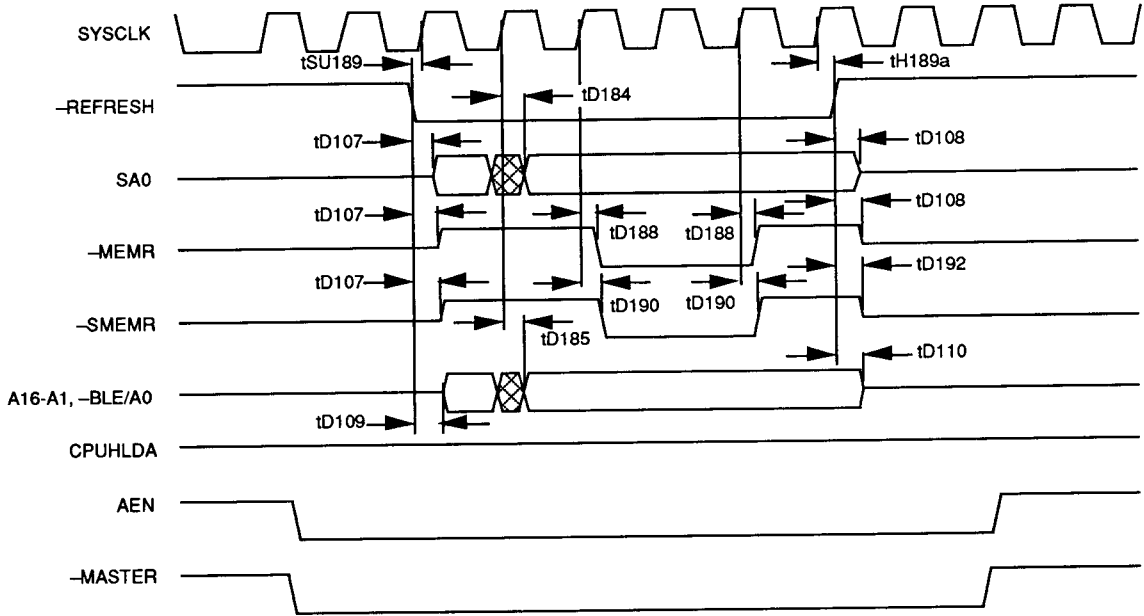 SYSCLK
tSU189
tH189a
–REFRESH
tD184
tD107
tD108
SA0
tD107
tD108
–MEMR
tD188
tD188
tD107
tD192
tD190
tD190
–SMEMR
tD185
tD110
A16-A1, –BLE/A0
tD109
CPUHLDA
AEN
–MASTER